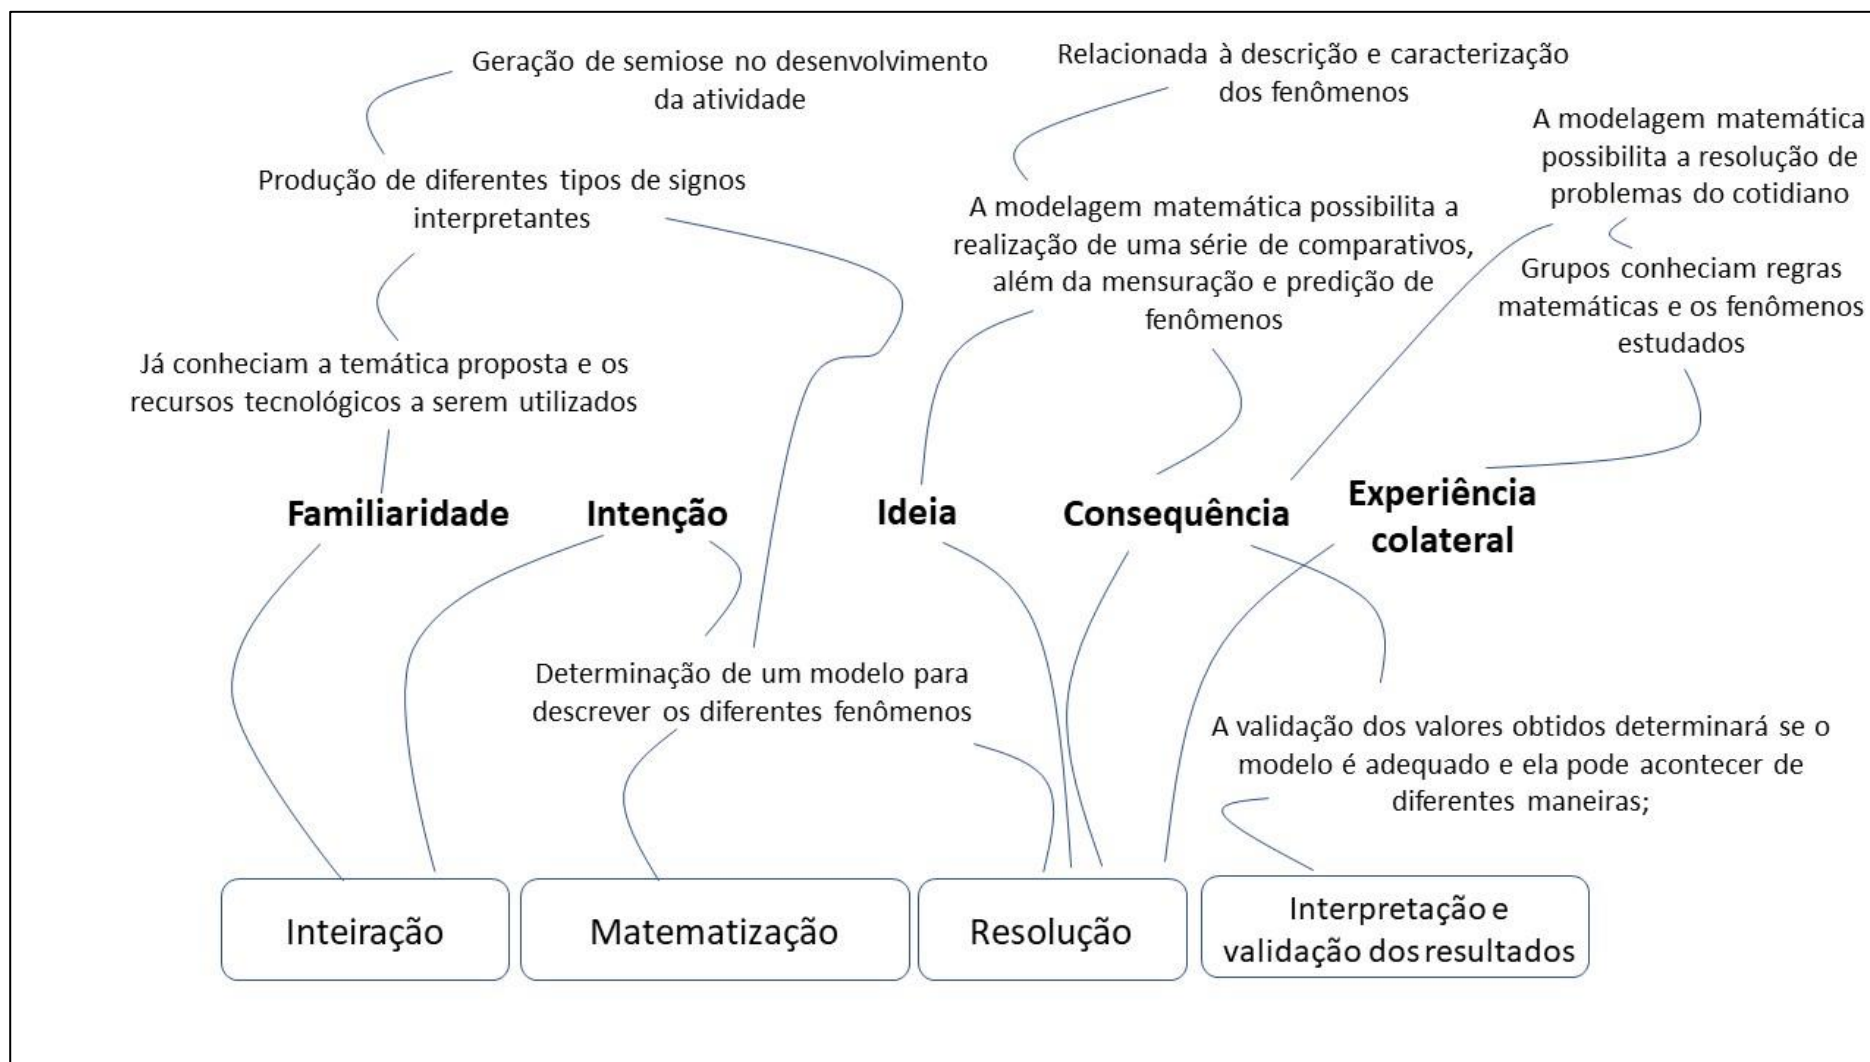 Geração de semiose no desenvolvimento
da atividade
Relacionada à descrição e caracterização
dos fenômenos
A modelagem matemática
possibilita a resolução de
problemas do cotidiano
Produção de diferentes tipos de signos
interpretantes
A modelagem matemática possibilita a
realização de uma série de comparativos,
além da mensuração e predição de
fenômenos
Grupos conheciam regras
matemáticas e os fenômenos
estudados
Já conheciam a temática proposta e os
recursos tecnológicos a serem utilizados
Familiaridade
Intenção
Ideia
Consequência
Experiência
colateral
Determinação de um modelo para
descrever os diferentes fenômenos
A validação dos valores obtidos determinará se o
modelo é adequado e ela pode acontecer de
diferentes maneiras;
Inteiração
Matematização
Resolução
Interpretação e
validação dos resultados